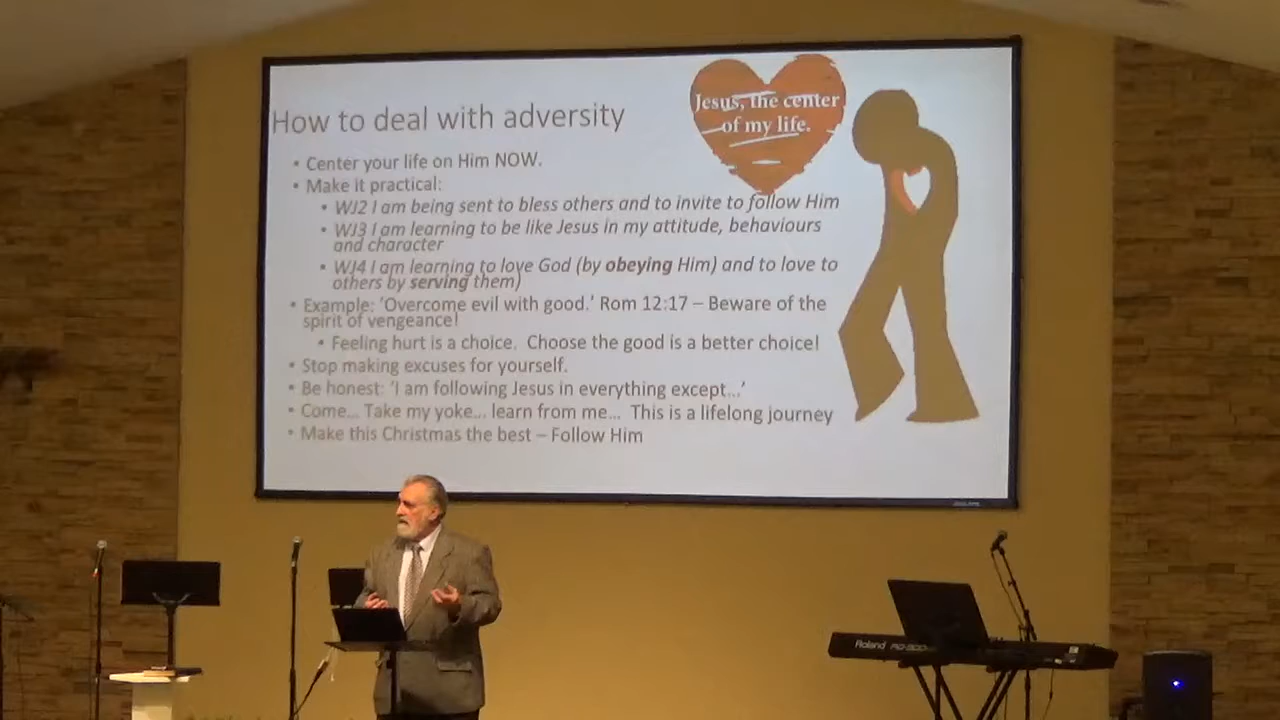 Jesus, the center
of my life.
How to deal with adversity
• Center your life on Him NOW.
• Make it practical:
• WJ2 I am being sent to bless others and to invite to follow Him
• WJ3 I am learning to be like Jesus in my attitude, behaviours
and character
• WJ4 I am learning to love God (by obeying Him) and to love to
others by serving them)
• Example: ‘Overcome evil with good.’ Rom 12:17 – Beware of the
spirit of vengeance!
• Feeling hurt is a choice. Choose the good is a better choice!
• Stop making excuses for yourself.
• Be honest: ‘I am following Jesus in everything except…’
• Come… Take my yoke… learn from me… This is a lifelong journey
• Make this Christmas the best – Follow Him
Roland